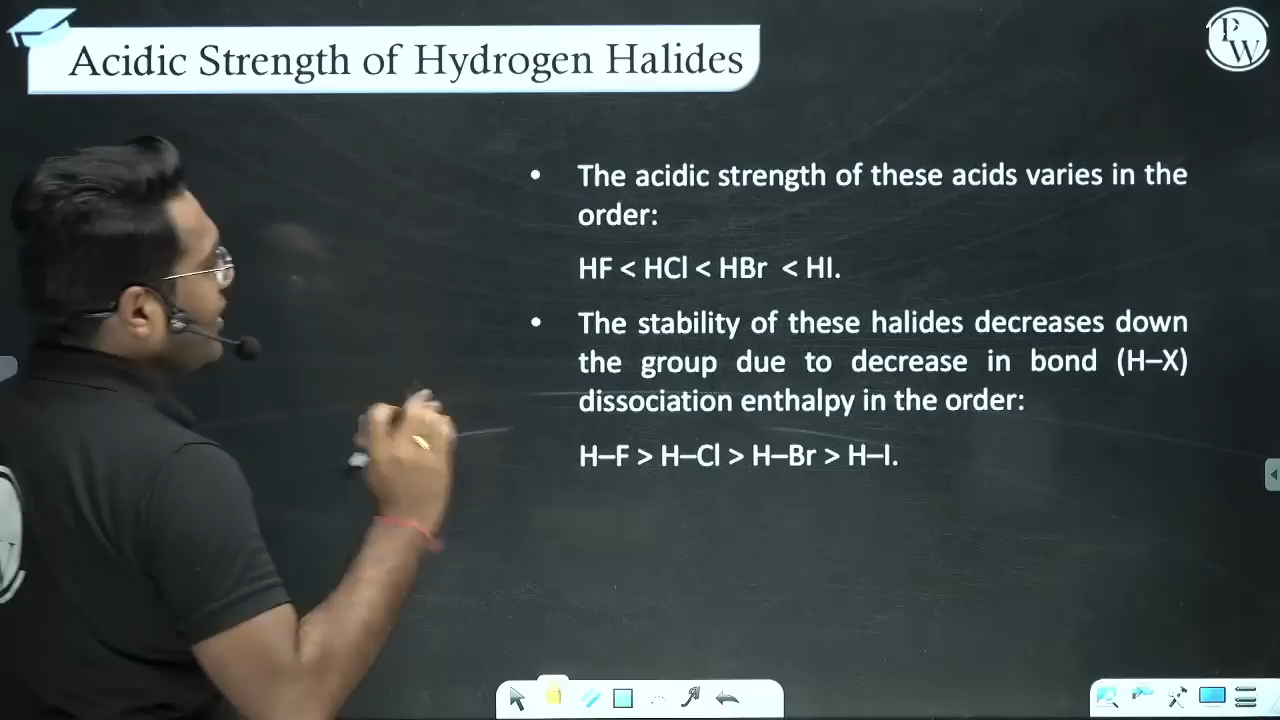 Acidic Strength of Hydrogen Halides
P
W
• The acidic strength of these acids varies in the
order:
HF < HCl < HBr < HI.
• The stability of these halides decreases down
the group due to decrease in bond (H–X)
dissociation enthalpy in the order:
H–F > H–Cl > H–Br > H–I.
W